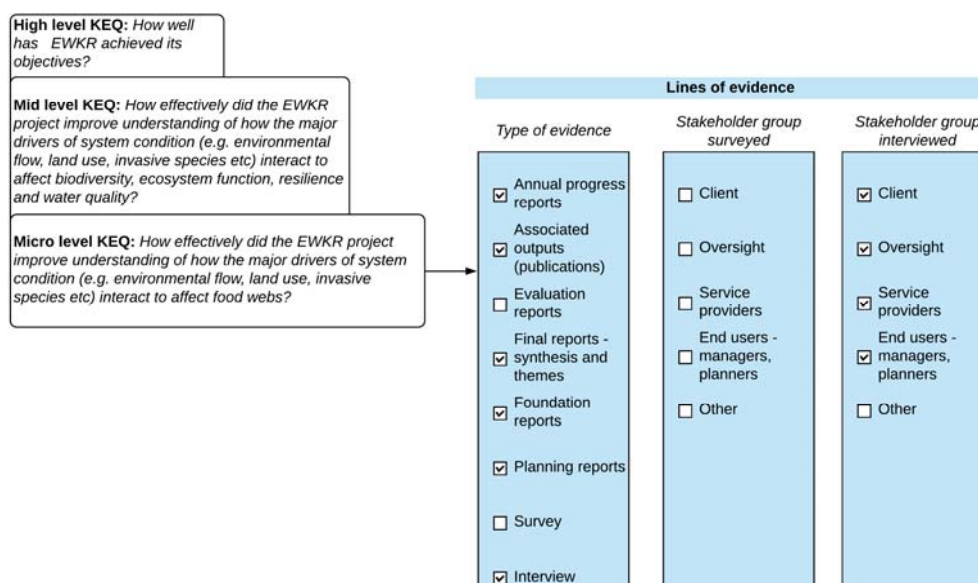 High level KEQ: How well
has EWKR achieved its
objectives?
Mid level KEQ: How effectively did the EWKR
project improve understanding of how the major
drivers of system condition (e.g. environmental
flow, land use, invasive species etc) interact to
affect biodiversity, ecosystem function, resilience
and water quality?
Micro level KEQ: How effectively did the EWKR project
improve understanding of how the major drivers of system
condition (e.g. environmental flow, land use, invasive
species etc) interact to affect food webs?
Lines of evidence
Type of evidence
Annual progress
reports
Associated
outputs
(publications)
Evaluation
reports
Final reports -
synthesis and
themes
Foundation
reports
Planning reports
Survey
Interview
Stakeholder group
surveyed
Client
Oversight
Service
providers
End users -
managers,
planners
Other
Stakeholder group
interviewed
Client
Oversight
Service
providers
End users -
managers,
planners
Other